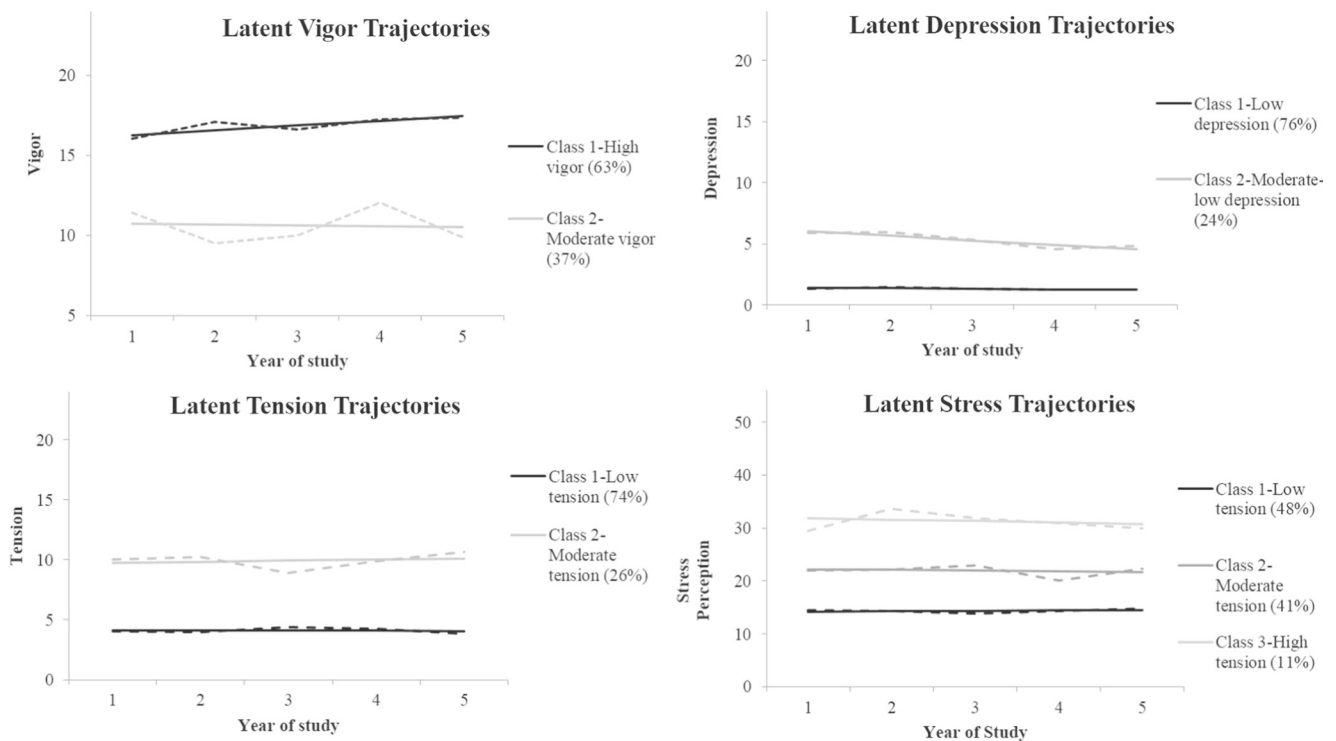 Latent Vigor Trajectories
20
15
10
5
Vigor
1 2 3 4 5
Year of study
Class 1-High
vigor (63%)
Class 2-
Moderate vigor
(37%)
Latent Depression Trajectories
20
15
10
5
0
Depression
1 2 3 4 5
Year of study
Class 1-Low
depression (76%)
Class 2-Moderate-
low depression
(24%)
Latent Tension Trajectories
20
15
10
5
0
Tension
1 2 3 4 5
Year of study
Class 1-Low
tension (74%)
Class 2-
Moderate
tension (26%)
Latent Stress Trajectories
50
40
30
20
10
0
Stress
Perception
1 2 3 4 5
Year of Study
Class 1-Low
tension (48%)
Class 2-
Moderate
tension (41%)
Class 3-High
tension (11%)